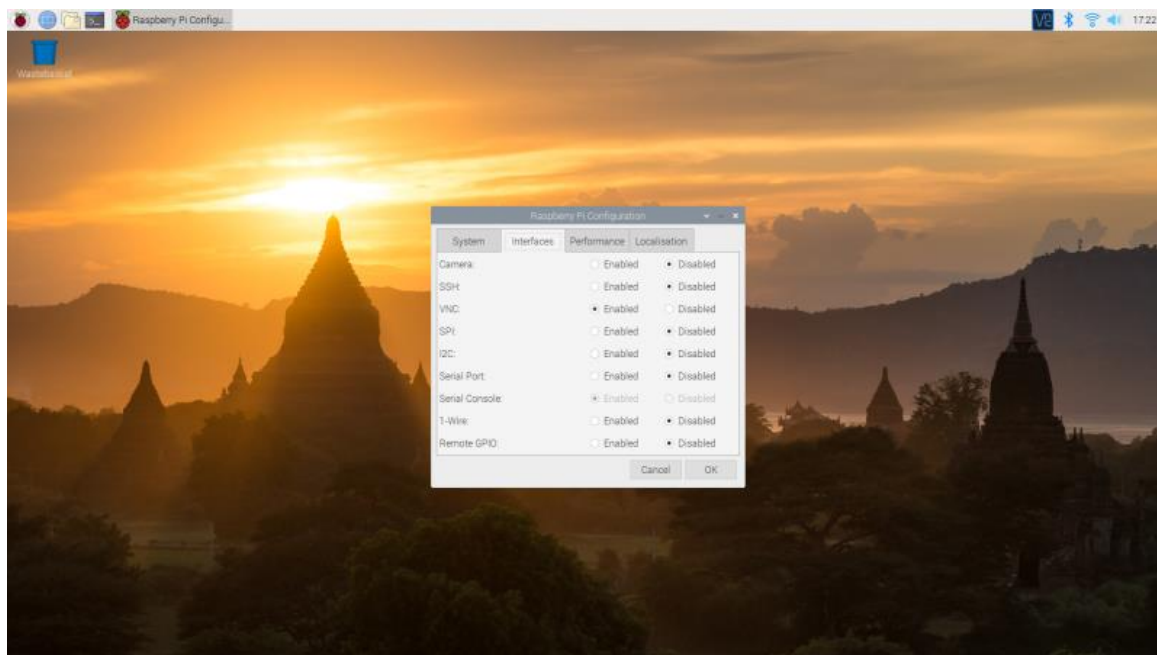 Raspberry Pi Configu... 17:22
Wastebasket
Raspberry Pi Configuration
System Interfaces Performance Localisation
Camera: Enabled Disabled
SSH: Enabled Disabled
VNC: Enabled Disabled
SPI: Enabled Disabled
I2C: Enabled Disabled
Serial Port: Enabled Disabled
Serial Console: Enabled Disabled
1-Wire: Enabled Disabled
Remote GPIO: Enabled Disabled
Cancel OK